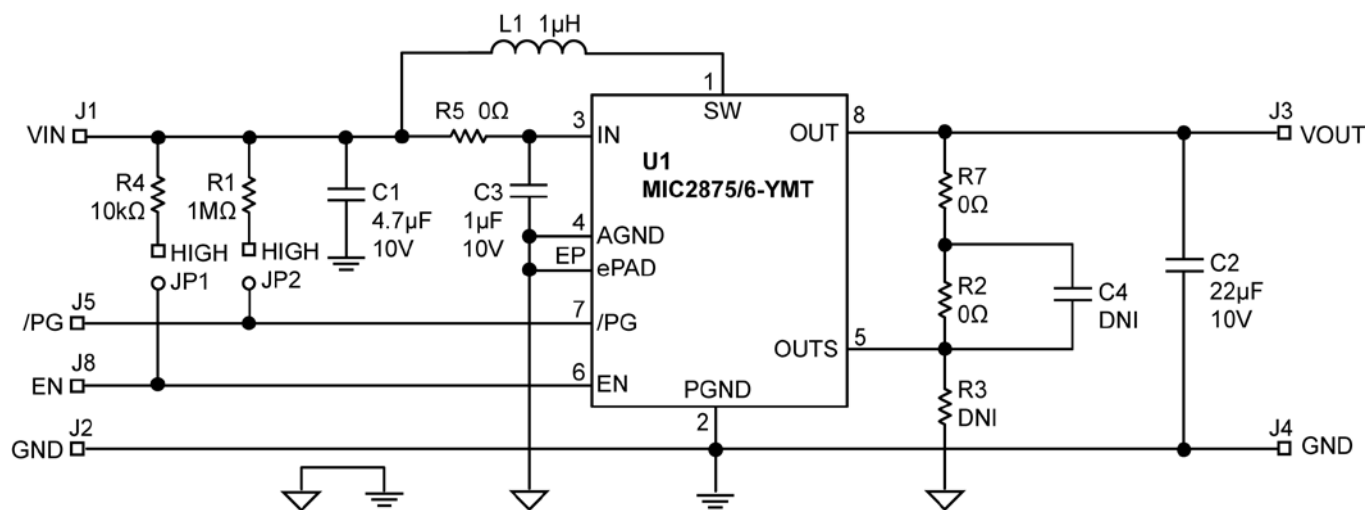 L1 1µH
1
J1
R5 0Ω
3
SW
8
J3
VIN
IN
OUT
VOUT
U1
MIC2875/6-YMT
R4
10kΩ
R1
1MΩ
C1
4.7µF
10V
C3
1µF
10V
R7
0Ω
4
AGND
HIGH
HIGH
EP
ePAD
JP1
JP2
R2
0Ω
C4
DNI
C2
22µF
10V
J5
/PG
7
/PG
OUTS
5
J8
EN
6
EN
PGND
R3
DNI
J2
GND
2
J4
GND